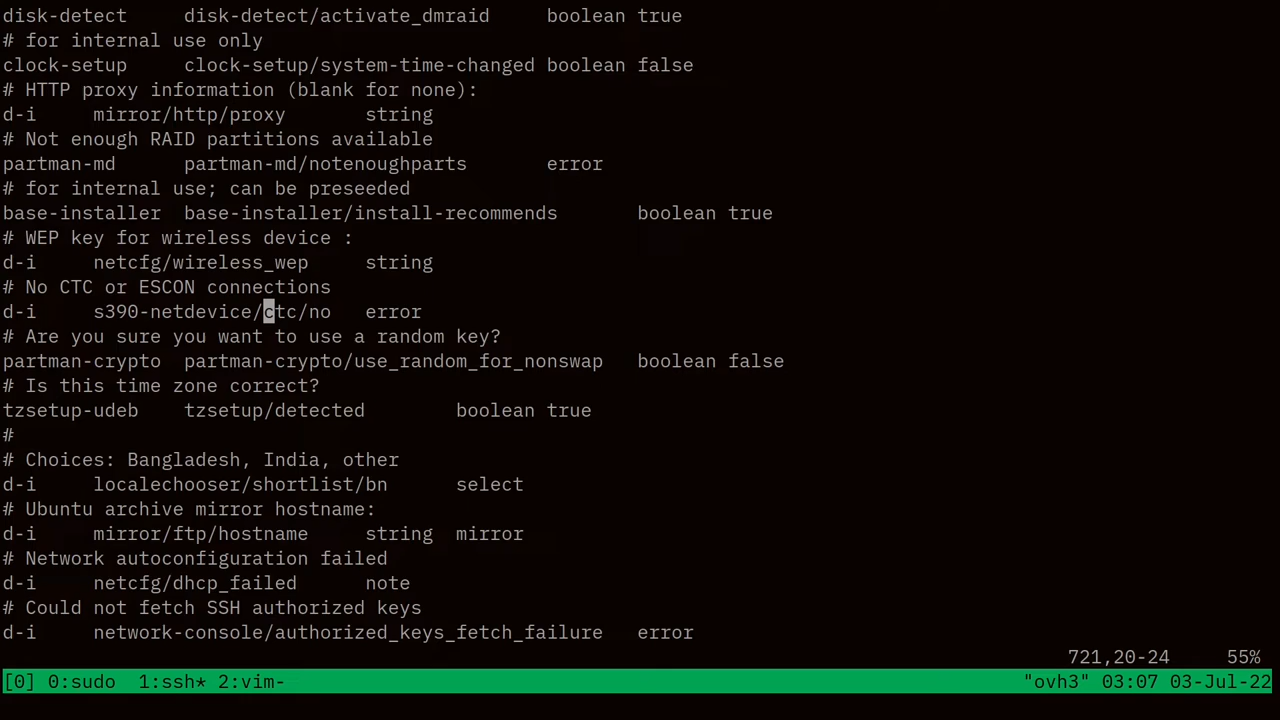 disk-detect     disk-detect/activate_dmraid     boolean true
# for internal use only
clock-setup     clock-setup/system-time-changed boolean false
# HTTP proxy information (blank for none):
d-i     mirror/http/proxy       string
# Not enough RAID partitions available
partman-md      partman-md/notenoughparts       error
# for internal use; can be preseeded
base-installer  base-installer/install-recommends       boolean true
# WEP key for wireless device :
d-i     netcfg/wireless_wep     string
# No CTC or ESCON connections
d-i     s390-netdevice/ctc/no   error
# Are you sure you want to use a random key?
partman-crypto  partman-crypto/use_random_for_nonswap   boolean false
# Is this time zone correct?
tzsetup-udeb    tzsetup/detected        boolean true
#
# Choices: Bangladesh, India, other
d-i     localechooser/shortlist/bn      select
# Ubuntu archive mirror hostname:
d-i     mirror/ftp/hostname     string  mirror
# Network autoconfiguration failed
d-i     netcfg/dhcp_failed      note
# Could not fetch SSH authorized keys
d-i     network-console/authorized_keys_fetch_failure   error
721,20-24     55%
[0] 0:sudo  1:ssh* 2:vim-     "ovh3" 03:07 03-Jul-22